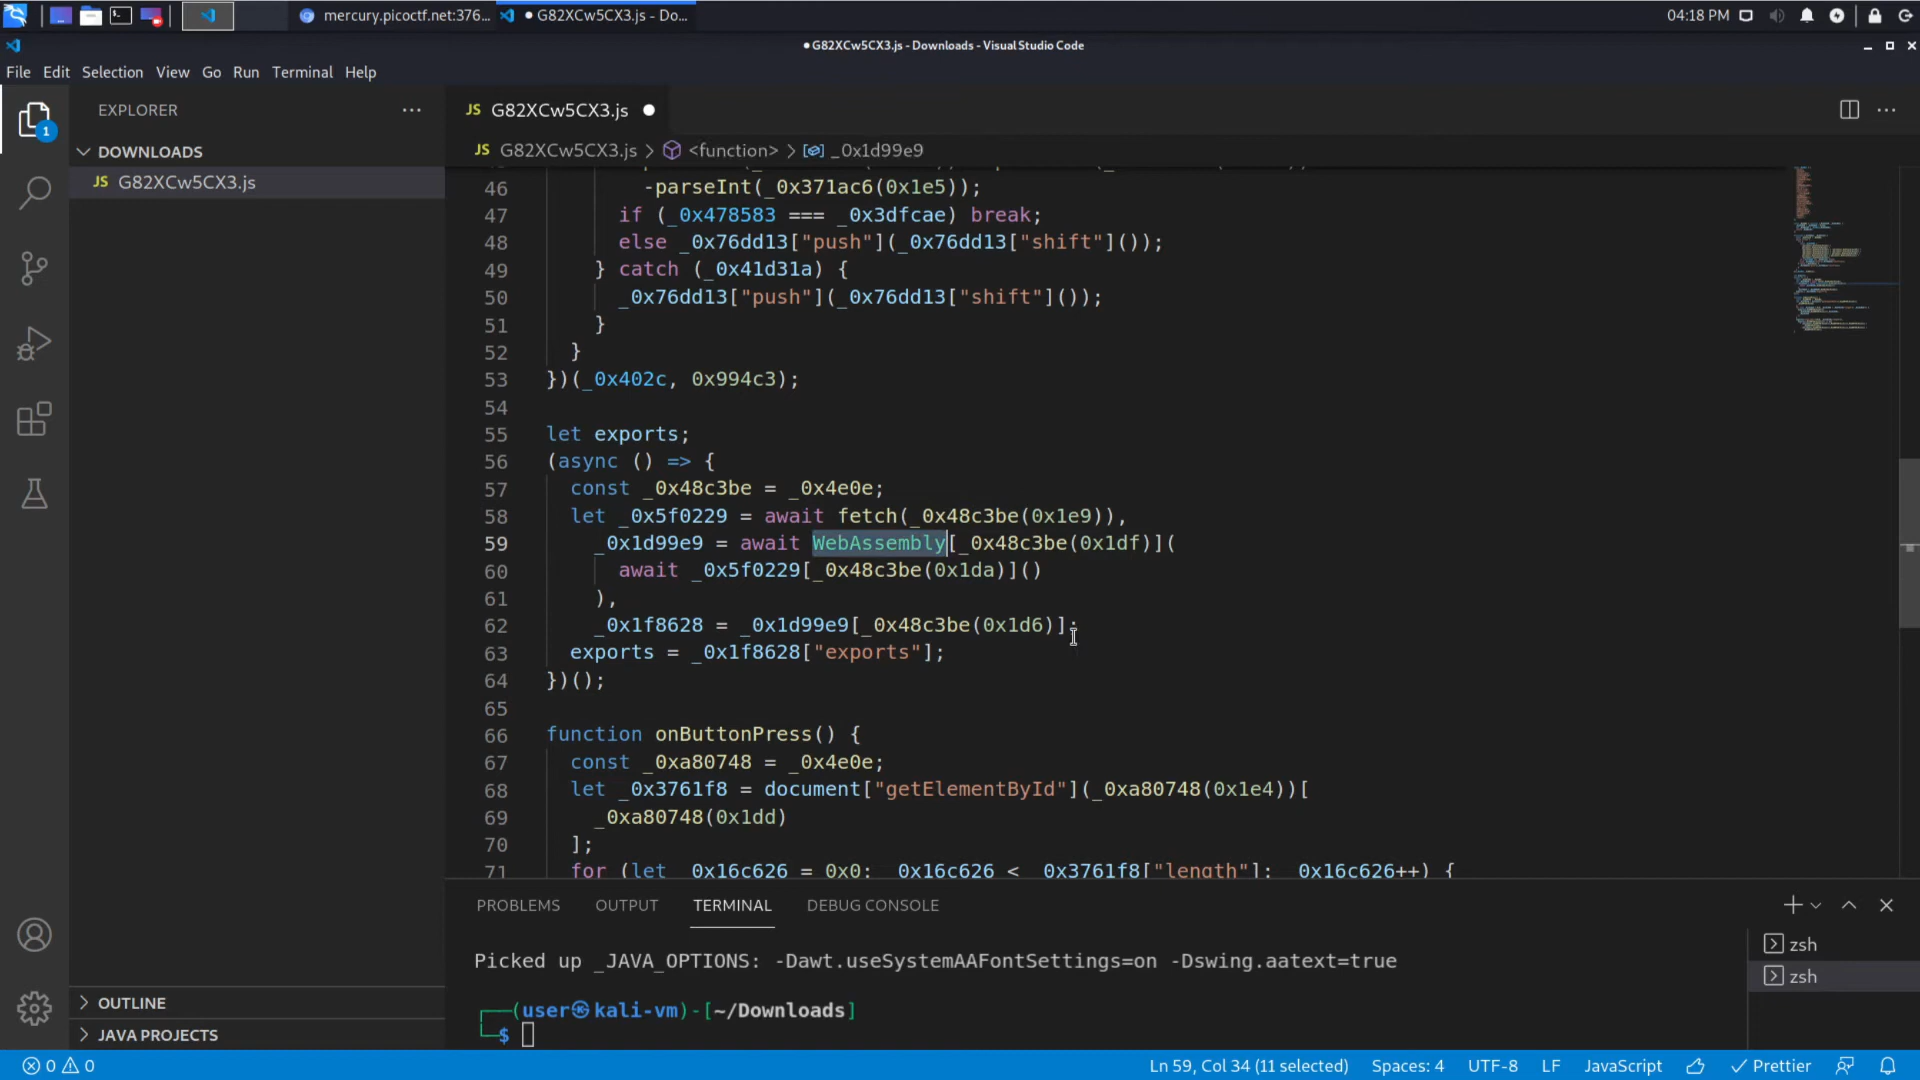 mercury.picoctf.net:376...
G82XCw5CX3.js - Do...
04:18 PM
G82XCw5CX3.js - Downloads - Visual Studio Code
File Edit Selection View Go Run Terminal Help
EXPLORER
JS G82XCw5CX3.js
JS G82XCw5CX3.js > <function> > _0x1d99e9
DOWNLOADS
JS G82XCw5CX3.js
1
46 -parseInt(_0x371ac6(0x1e5));
47 if (_0x478583 === _0x3dfcae) break;
48 else _0x76dd13["push"](_0x76dd13["shift"]());
49 } catch (_0x41d31a) {
50 _0x76dd13["push"](_0x76dd13["shift"]());
51 }
52 }
53 })(_0x402c, 0x994c3);
54
55 let exports;
56 (async () => {
57 const _0x48c3be = _0x4e0e;
58 let _0x5f0229 = await fetch(_0x48c3be(0x1e9)),
59 _0x1d99e9 = await WebAssembly[_0x48c3be(0x1df)](
60 await _0x5f0229[_0x48c3be(0x1da)]()
61 ),
62 _0x1f8628 = _0x1d99e9[_0x48c3be(0x1d6)];
63 exports = _0x1f8628["exports"];
64 })();
65
66 function onButtonPress() {
67 const _0xa80748 = _0x4e0e;
68 let _0x3761f8 = document["getElementById"](_0xa80748(0x1e4))[
69 _0xa80748(0x1dd)
70 ];
71 for (let _0x16c626 = 0x0; _0x16c626 < _0x3761f8["length"]; _0x16c626++) {
PROBLEMS OUTPUT TERMINAL DEBUG CONSOLE
Picked up _JAVA_OPTIONS: -Dawt.useSystemAAFontSettings=on -Dswing.aatext=true
(user㉿kali-vm)-[~/Downloads]
$
zsh
zsh
OUTLINE
JAVA PROJECTS
0 0
Ln 59, Col 34 (11 selected) Spaces: 4 UTF-8 LF JavaScript Prettier